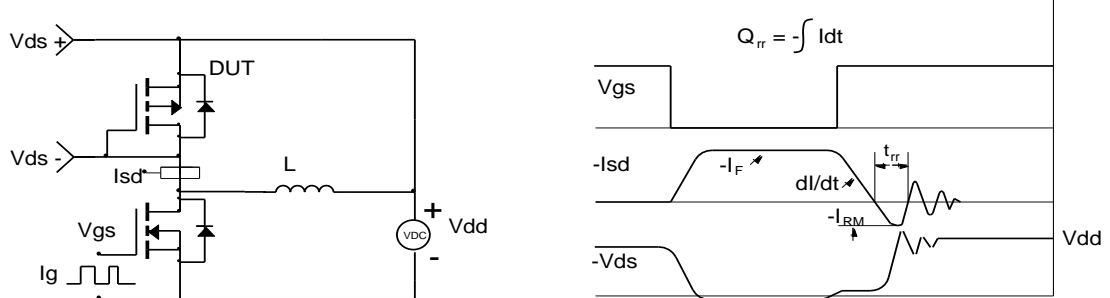 Vds +
DUT
Vds -
Isd
L
Vgs
Ig
VDC
+
-
Vdd
Qrr = -∫ Idt
Vgs
-Isd
-IF
dI/dt
trr
-IRM
-Vds
Vdd